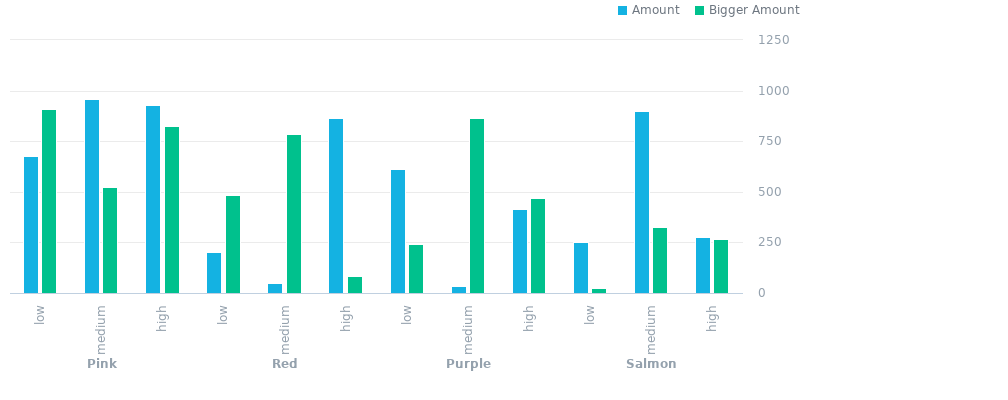 Amount Bigger Amount
1250
1000
750
500
250
0
low medium high low medium high low medium high low medium high
Pink Red Purple Salmon